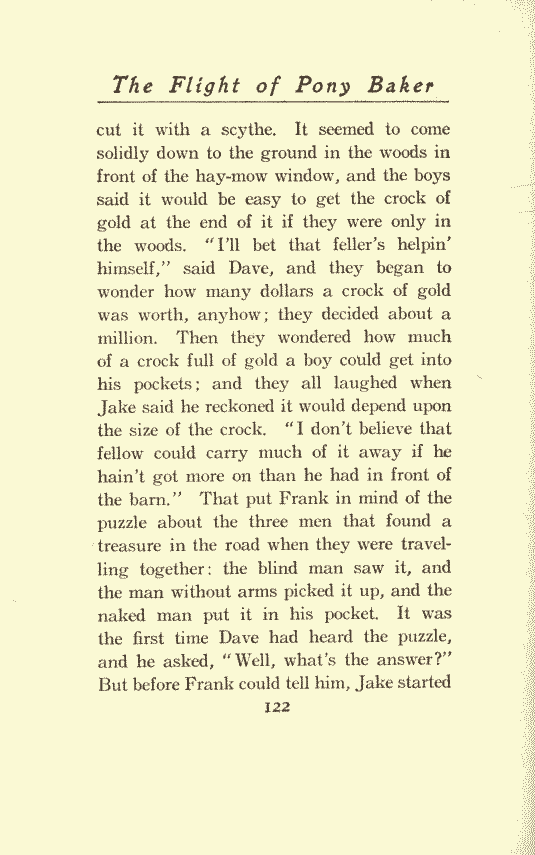 The Flight of Pony Baker
cut it with a scythe. It seemed to come
solidly down to the ground in the woods in
front of the hay-mow window, and the boys
said it would be easy to get the crock of
gold at the end of it if they were only in
the woods. "I'll bet that feller's helpin'
himself," said Dave, and they began to
wonder how many dollars a crock of gold
was worth, anyhow; they decided about a
million. Then they wondered how much
of a crock full of gold a boy could get into
his pockets; and they all laughed when
Jake said he reckoned it would depend upon
the size of the crock. "I don't believe that
fellow could carry much of it away if he
hain't got more on than he had in front of
the barn." That put Frank in mind of the
puzzle about the three men that found a
treasure in the road when they were travel-
ling together: the blind man saw it, and
the man without arms picked it up, and the
naked man put it in his pocket. It was
the first time Dave had heard the puzzle,
and he asked, "Well, what's the answer?"
But before Frank could tell him, Jake started
122